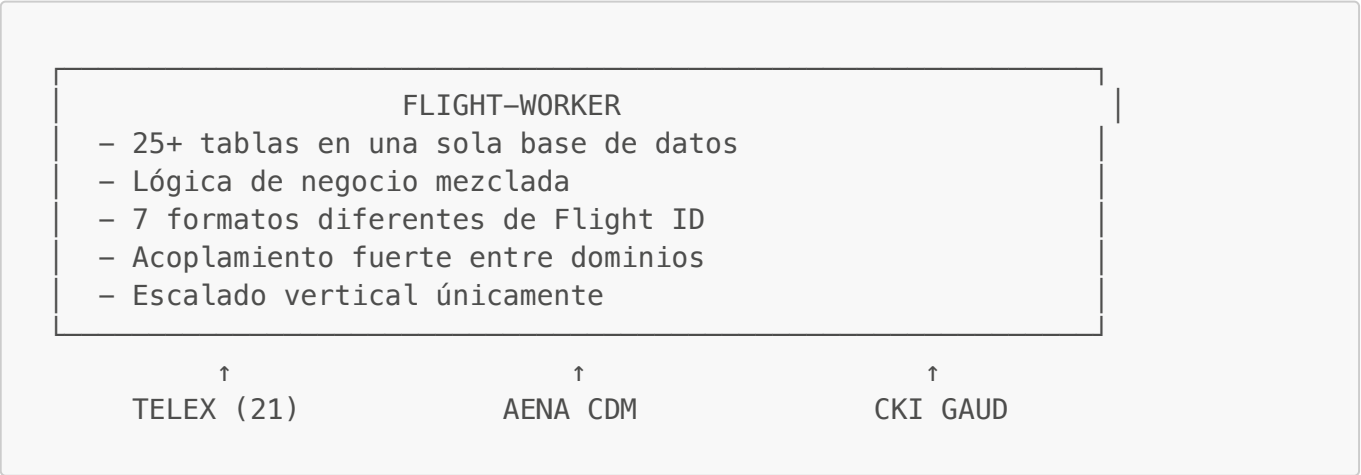 FLIGHT-WORKER
- 25+ tablas en una sola base de datos
- Lógica de negocio mezclada
- 7 formatos diferentes de Flight ID
- Acoplamiento fuerte entre dominios
- Escalado vertical únicamente
↑ ↑ ↑
TELEX (21) AENA CDM CKI GAUD